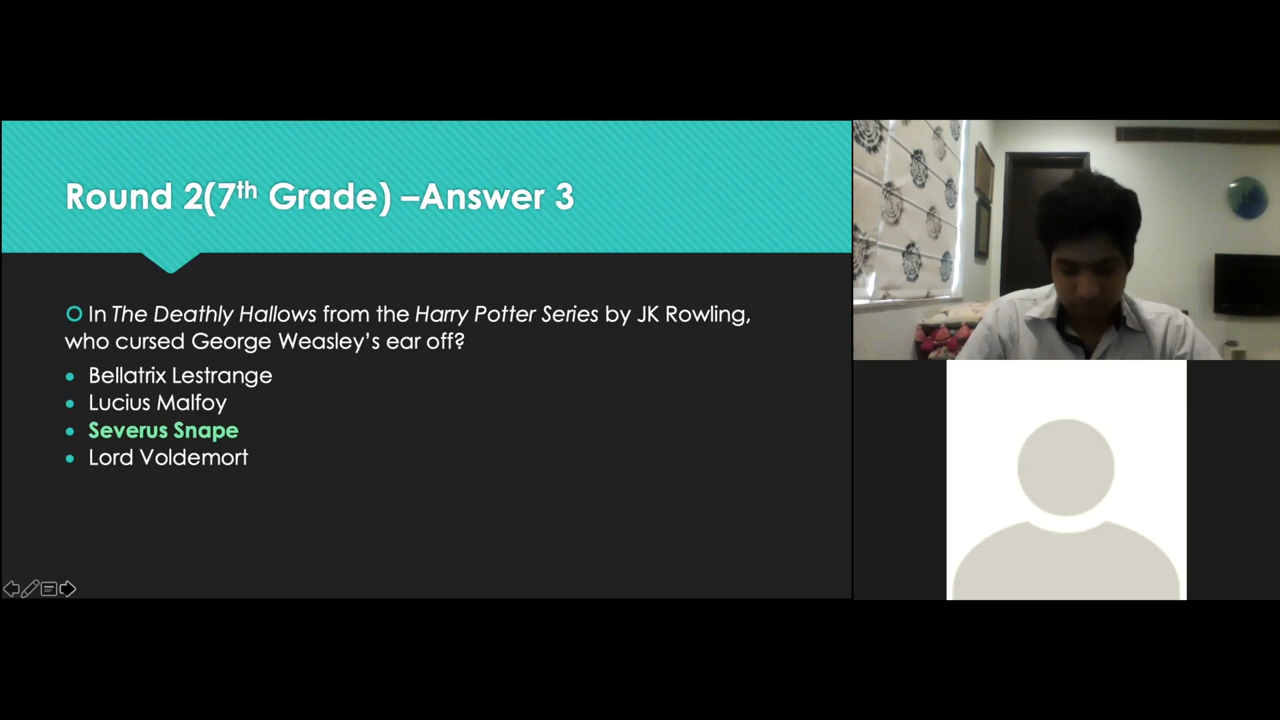 Round 2(7th Grade) –Answer 3
In The Deathly Hallows from the Harry Potter Series by JK Rowling,
who cursed George Weasley’s ear off?
Bellatrix Lestrange
Lucius Malfoy
Severus Snape
Lord Voldemort